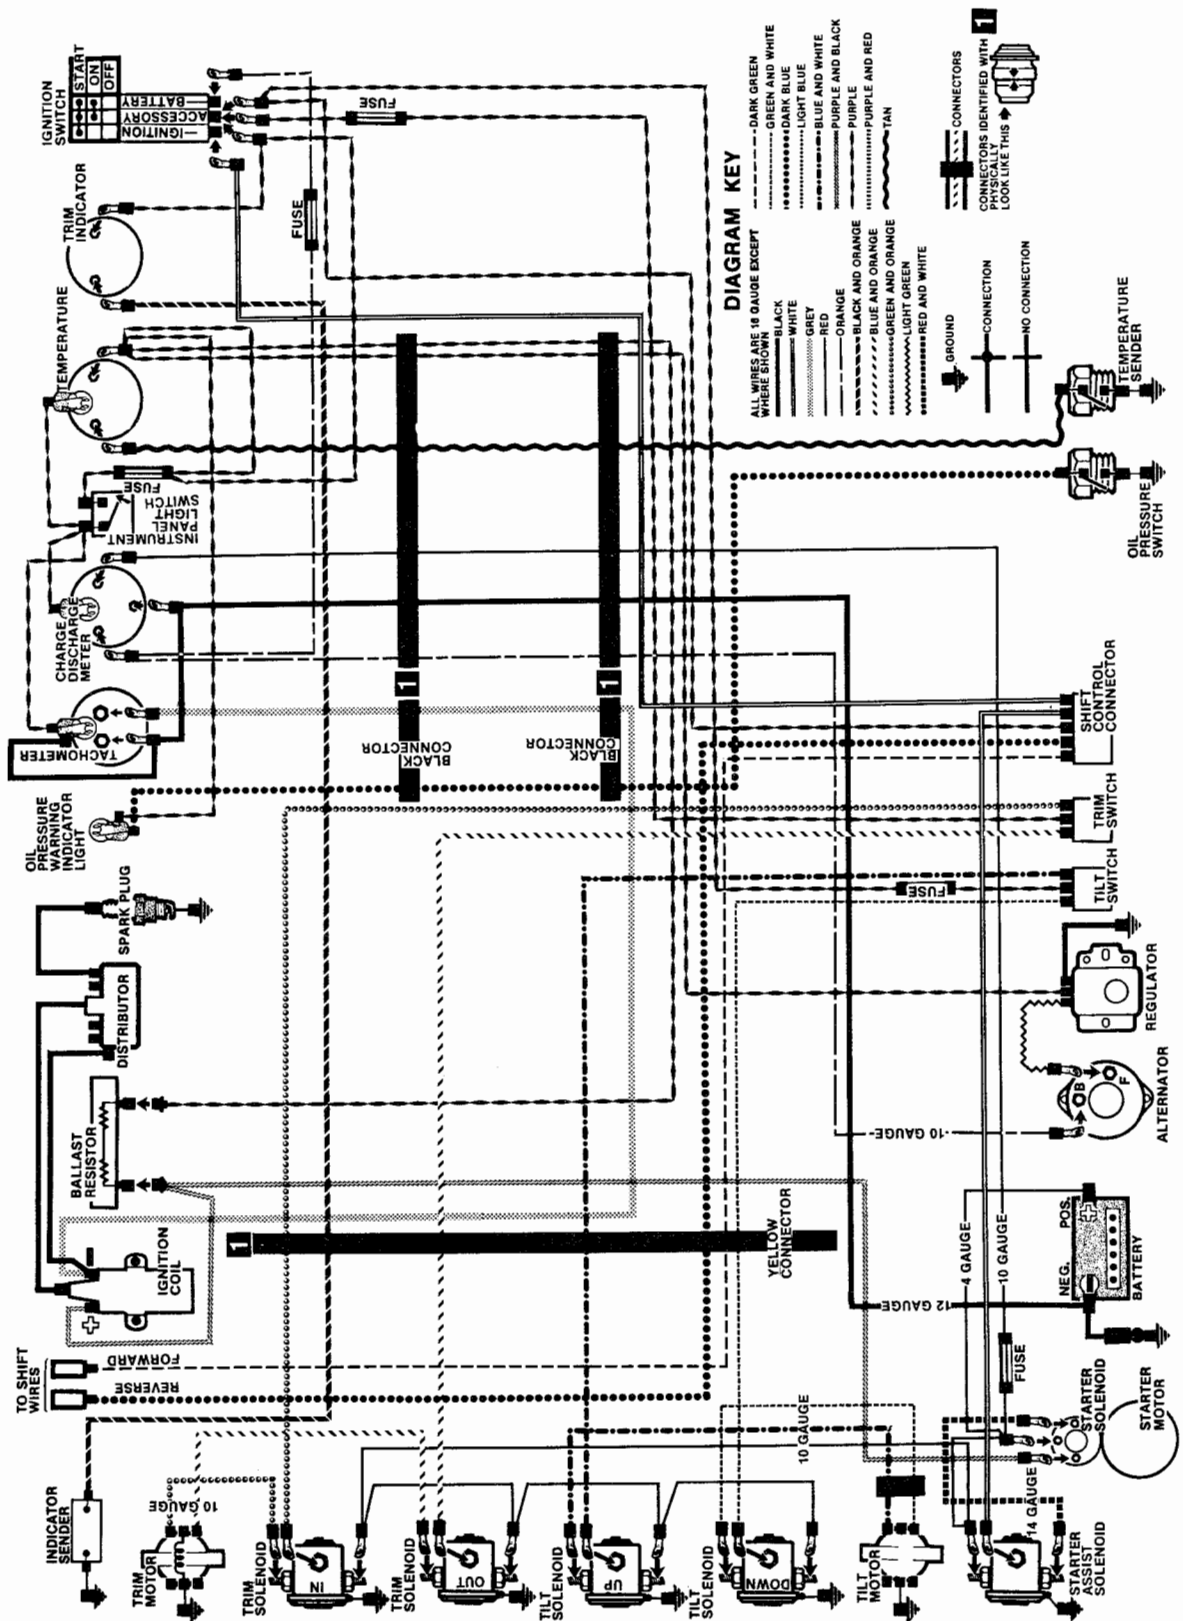 IGNITION
SWITCH
START
ON
OFF
BATTERY
ACCESSORY
IGNITION
FUSE
TRIM
INDICATOR
FUSE
TEMPERATURE
FUSE
INSTRUMENT
PANEL
LIGHT
SWITCH
CHARGE
DISCHARGE
METER
TACHOMETER
OIL
PRESSURE
WARNING
INDICATOR
LIGHT
SPARK PLUG
DISTRIBUTOR
BALLAST
RESISTOR
IGNITION
COIL
+
TO SHIFT
WIRES
FORWARD
REVERSE
INDICATOR
SENDER
1
BLACK
CONNECTOR
1
BLACK
CONNECTOR
1
YELLOW
CONNECTOR
DIAGRAM KEY
ALL WIRES ARE 16 GAUGE EXCEPT
WHERE SHOWN
BLACK
WHITE
GREY
RED
ORANGE
BLACK AND ORANGE
BLUE AND ORANGE
GREEN AND ORANGE
LIGHT GREEN
RED AND WHITE
DARK GREEN
GREEN AND WHITE
DARK BLUE
LIGHT BLUE
BLUE AND WHITE
PURPLE AND BLACK
PURPLE
PURPLE AND RED
TAN
GROUND
CONNECTION
NO CONNECTION
CONNECTORS
CONNECTORS IDENTIFIED WITH 1
PHYSICALLY
LOOK LIKE THIS
TEMPERATURE
SENDER
OIL
PRESSURE
SWITCH
SHIFT
CONTROL
CONNECTOR
TRIM
SWITCH
TILT
SWITCH
FUSE
REGULATOR
ALTERNATOR
B
F
10 GAUGE
4 GAUGE
10 GAUGE
12 GAUGE
NEG.
POS.
+
BATTERY
FUSE
STARTER
SOLENOID
STARTER
MOTOR
10 GAUGE
14 GAUGE
TRIM
MOTOR
10 GAUGE
TRIM
SOLENOID
IN
TRIM
SOLENOID
OUT
TILT
SOLENOID
UP
TILT
SOLENOID
DOWN
TILT
MOTOR
STARTER
ASSIST
SOLENOID